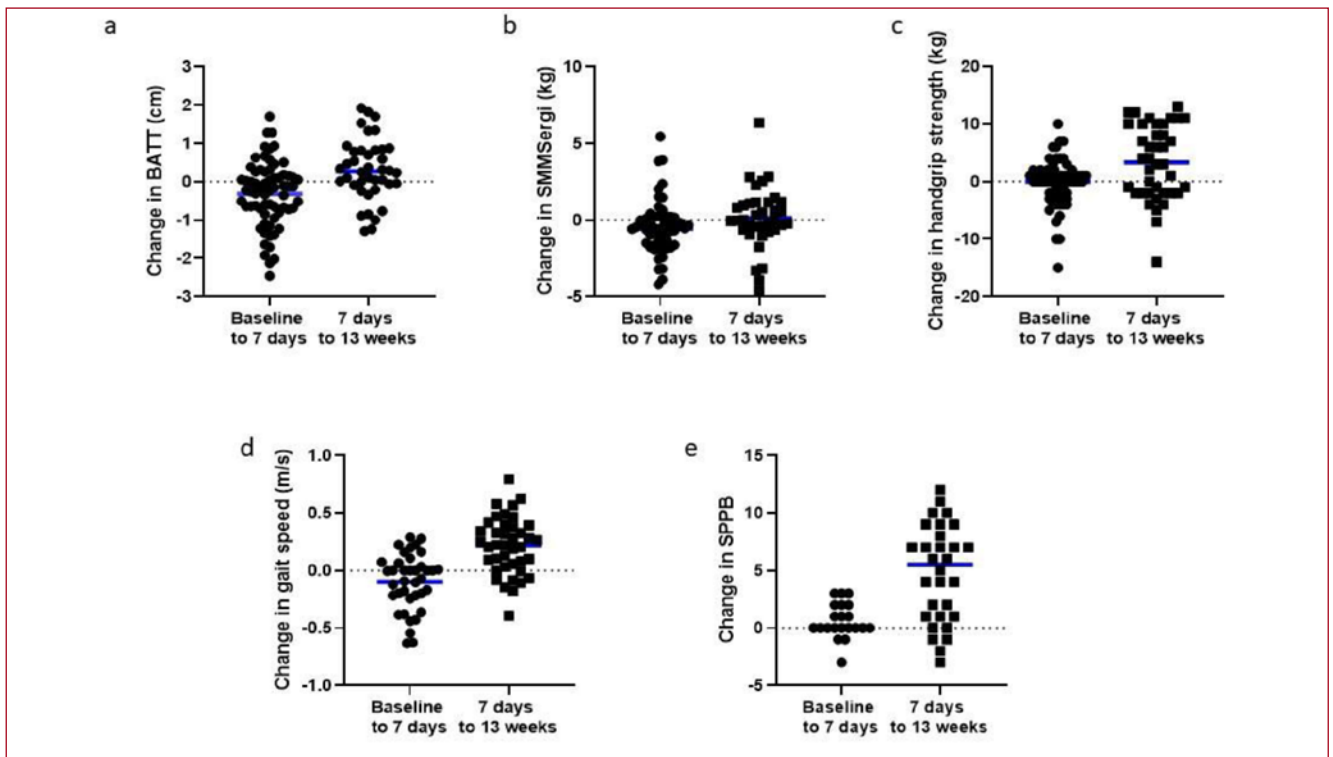 a
Change in BATT (cm)
3
2
1
0
-1
-2
-3
Baseline
to 7 days
7 days
to 13 weeks
b
Change in SMMSergi (kg)
10
5
0
-5
Baseline
to 7 days
7 days
to 13 weeks
c
Change in handgrip strength (kg)
20
10
0
-10
-20
Baseline
to 7 days
7 days
to 13 weeks
d
Change in gait speed (m/s)
1.0
0.5
0.0
-0.5
-1.0
Baseline
to 7 days
7 days
to 13 weeks
e
Change in SPPB
15
10
5
0
-5
Baseline
to 7 days
7 days
to 13 weeks